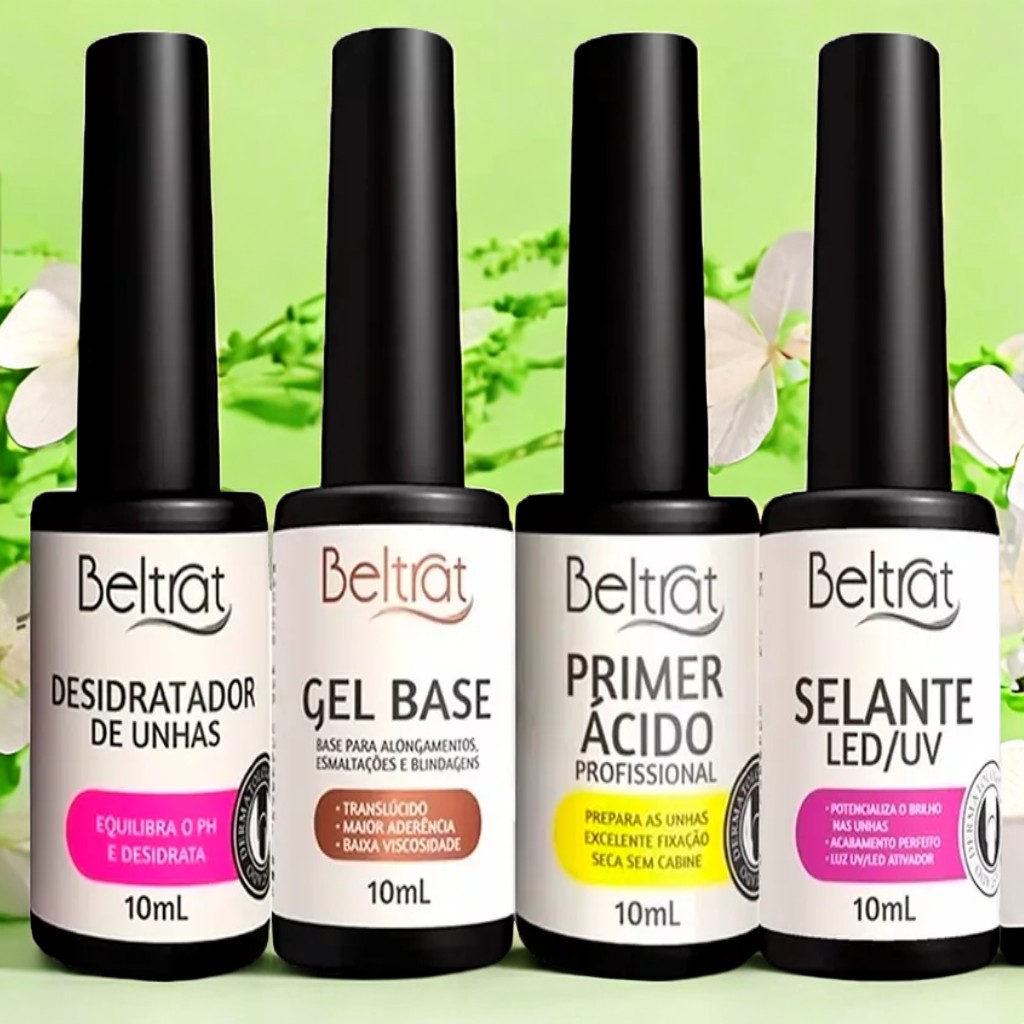 Beltrat
DESIDRATADOR
DE UNHAS
EQUILIBRA O PH
E DESIDRATA
10mL
Beltrat
GEL BASE
BASE PARA ALONGAMENTOS,
ESMALTAÇÕES E BLINDAGENS
• TRANSLÚCIDO
• MAIOR ADERÊNCIA
• BAIXA VISCOSIDADE
10mL
Beltrat
PRIMER
ÁCIDO
PROFISSIONAL
PREPARA AS UNHAS
EXCELENTE FIXAÇÃO
SECA SEM CABINE
10mL
Beltrat
SELANTE
LED/UV
• POTENCIALIZA O BRILHO
NAS UNHAS
• ACABAMENTO PERFEITO
• LUZ UV/LED ATIVADOR
10mL